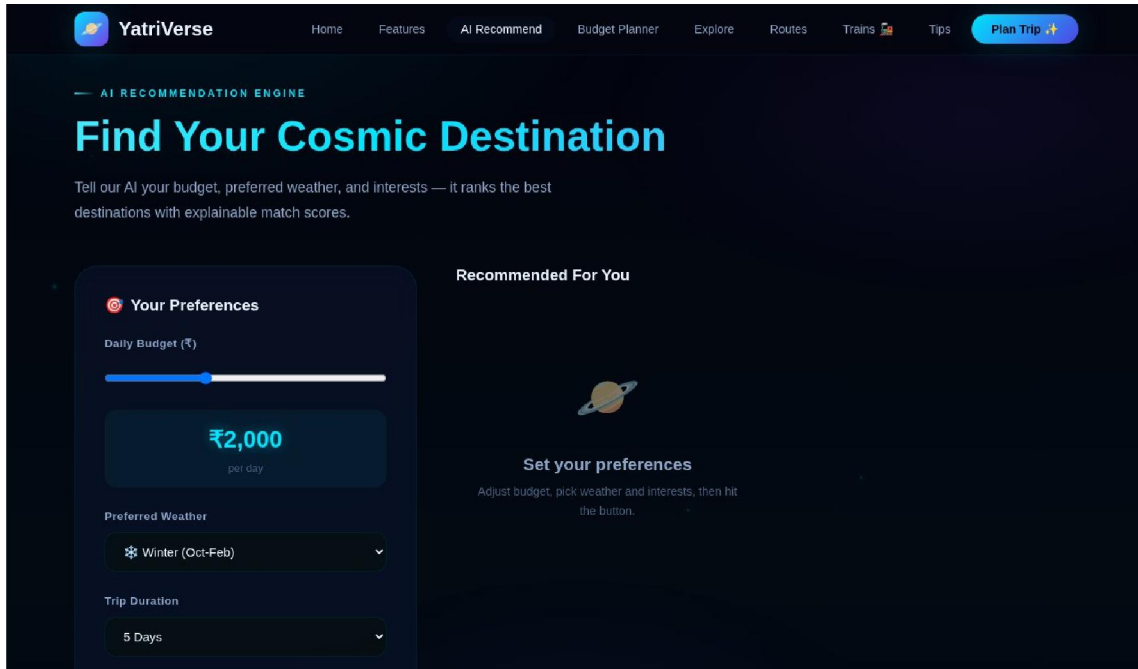 YatriVerse
Home
Features
AI Recommend
Budget Planner
Explore
Routes
Trains 🚂
Tips
Plan Trip ✨
AI RECOMMENDATION ENGINE
Find Your Cosmic Destination
Tell our AI your budget, preferred weather, and interests — it ranks the best
destinations with explainable match scores.
🎯 Your Preferences
Daily Budget (₹)
₹2,000
per day
Preferred Weather
❄️ Winter (Oct-Feb)
Trip Duration
5 Days
Recommended For You
Set your preferences
Adjust budget, pick weather and interests, then hit
the button.